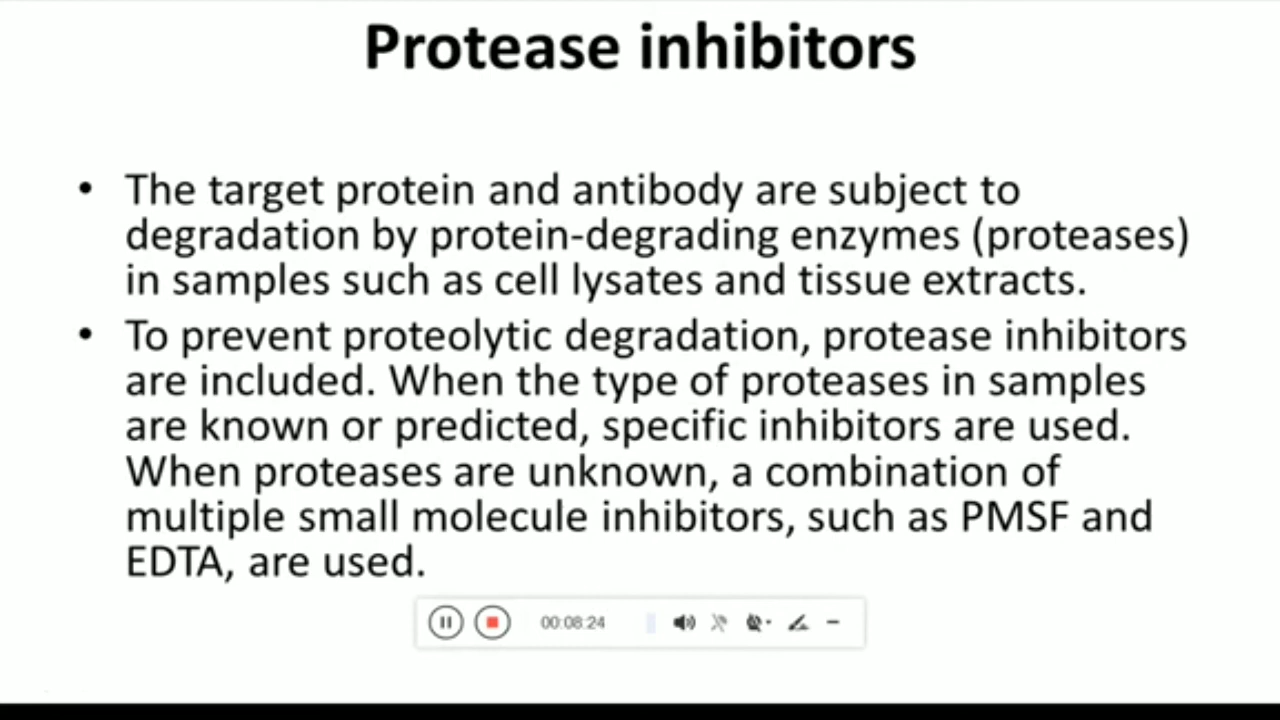 Protease inhibitors
• The target protein and antibody are subject to
degradation by protein-degrading enzymes (proteases)
in samples such as cell lysates and tissue extracts.
• To prevent proteolytic degradation, protease inhibitors
are included. When the type of proteases in samples
are known or predicted, specific inhibitors are used.
When proteases are unknown, a combination of
multiple small molecule inhibitors, such as PMSF and
EDTA, are used.
00:08:24